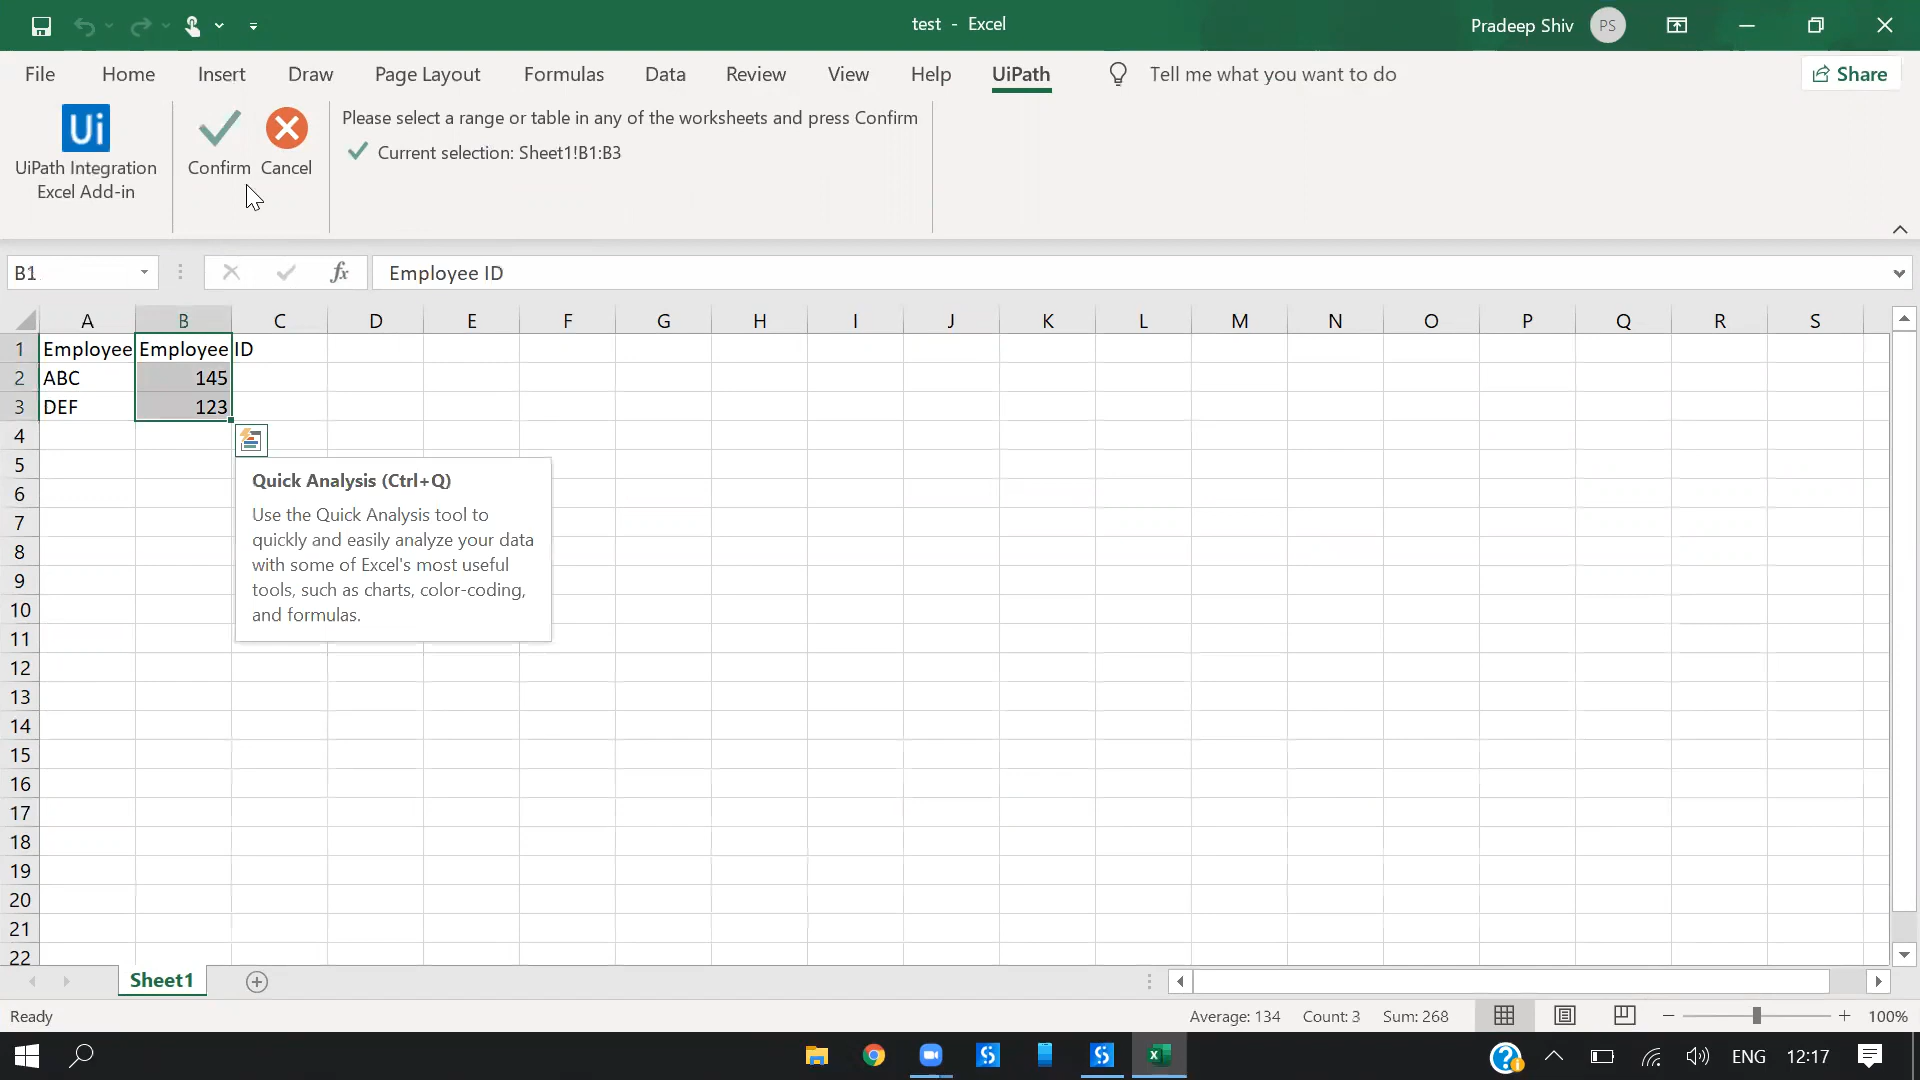 test - Excel
Pradeep Shiv
PS
File Home Insert Draw Page Layout Formulas Data Review View Help UiPath Tell me what you want to do Share
Ui
UiPath Integration
Excel Add-in
Confirm Cancel
Please select a range or table in any of the worksheets and press Confirm
Current selection: Sheet1!B1:B3
B1 fx Employee ID
A B C D E F G H I J K L M N O P Q R S
1 Employee Employee ID
2 ABC 145
3 DEF 123
4
5
6
7
8
9
10
11
12
13
14
15
16
17
18
19
20
21
22
Quick Analysis (Ctrl+Q)
Use the Quick Analysis tool to
quickly and easily analyze your data
with some of Excel's most useful
tools, such as charts, color-coding,
and formulas.
Sheet1
Ready Average: 134 Count: 3 Sum: 268 100%
ENG 12:17